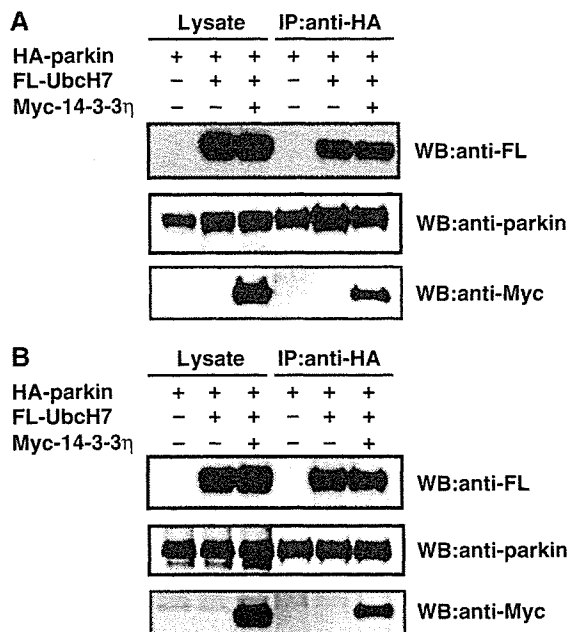 A
Lysate IP:anti-HA
HA-parkin + + + + + +
FL-UbcH7 − + + − + +
Myc-14-3-3η − − + − − +
WB:anti-FL
WB:anti-parkin
WB:anti-Myc
B
Lysate IP:anti-HA
HA-parkin + + + + + +
FL-UbcH7 − + + − + +
Myc-14-3-3η − − + − − +
WB:anti-FL
WB:anti-parkin
WB:anti-Myc